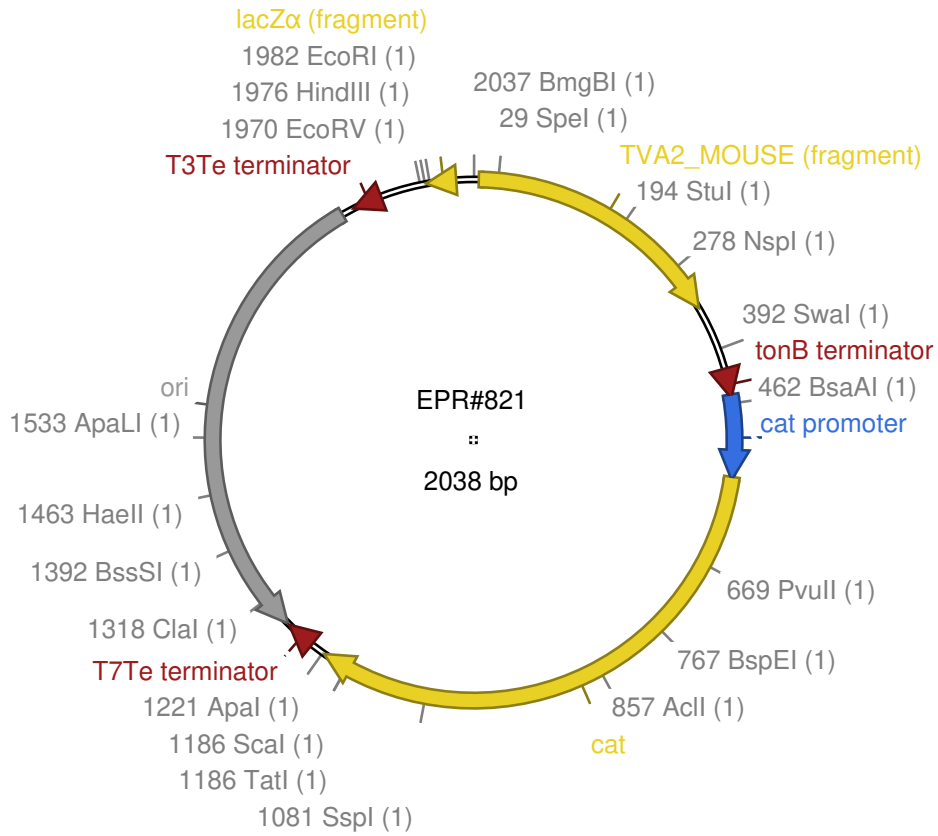 lacZα (fragment)
1982 EcoRI (1)
1976 HindIII (1)
1970 EcoRV (1)
T3Te terminator
2037 BmgBI (1)
29 SpeI (1)
TVA2_MOUSE (fragment)
194 StuI (1)
278 NspI (1)
392 SwaI (1)
tonB terminator
462 BsaAI (1)
cat promoter
EPR#821
2038 bp
ori
1533 ApaLI (1)
1463 HaeII (1)
1392 BssSI (1)
1318 ClaI (1)
T7Te terminator
1221 ApaI (1)
1186 ScaI (1)
1186 TatI (1)
1081 SspI (1)
669 PvuII (1)
767 BspEI (1)
857 AclI (1)
cat